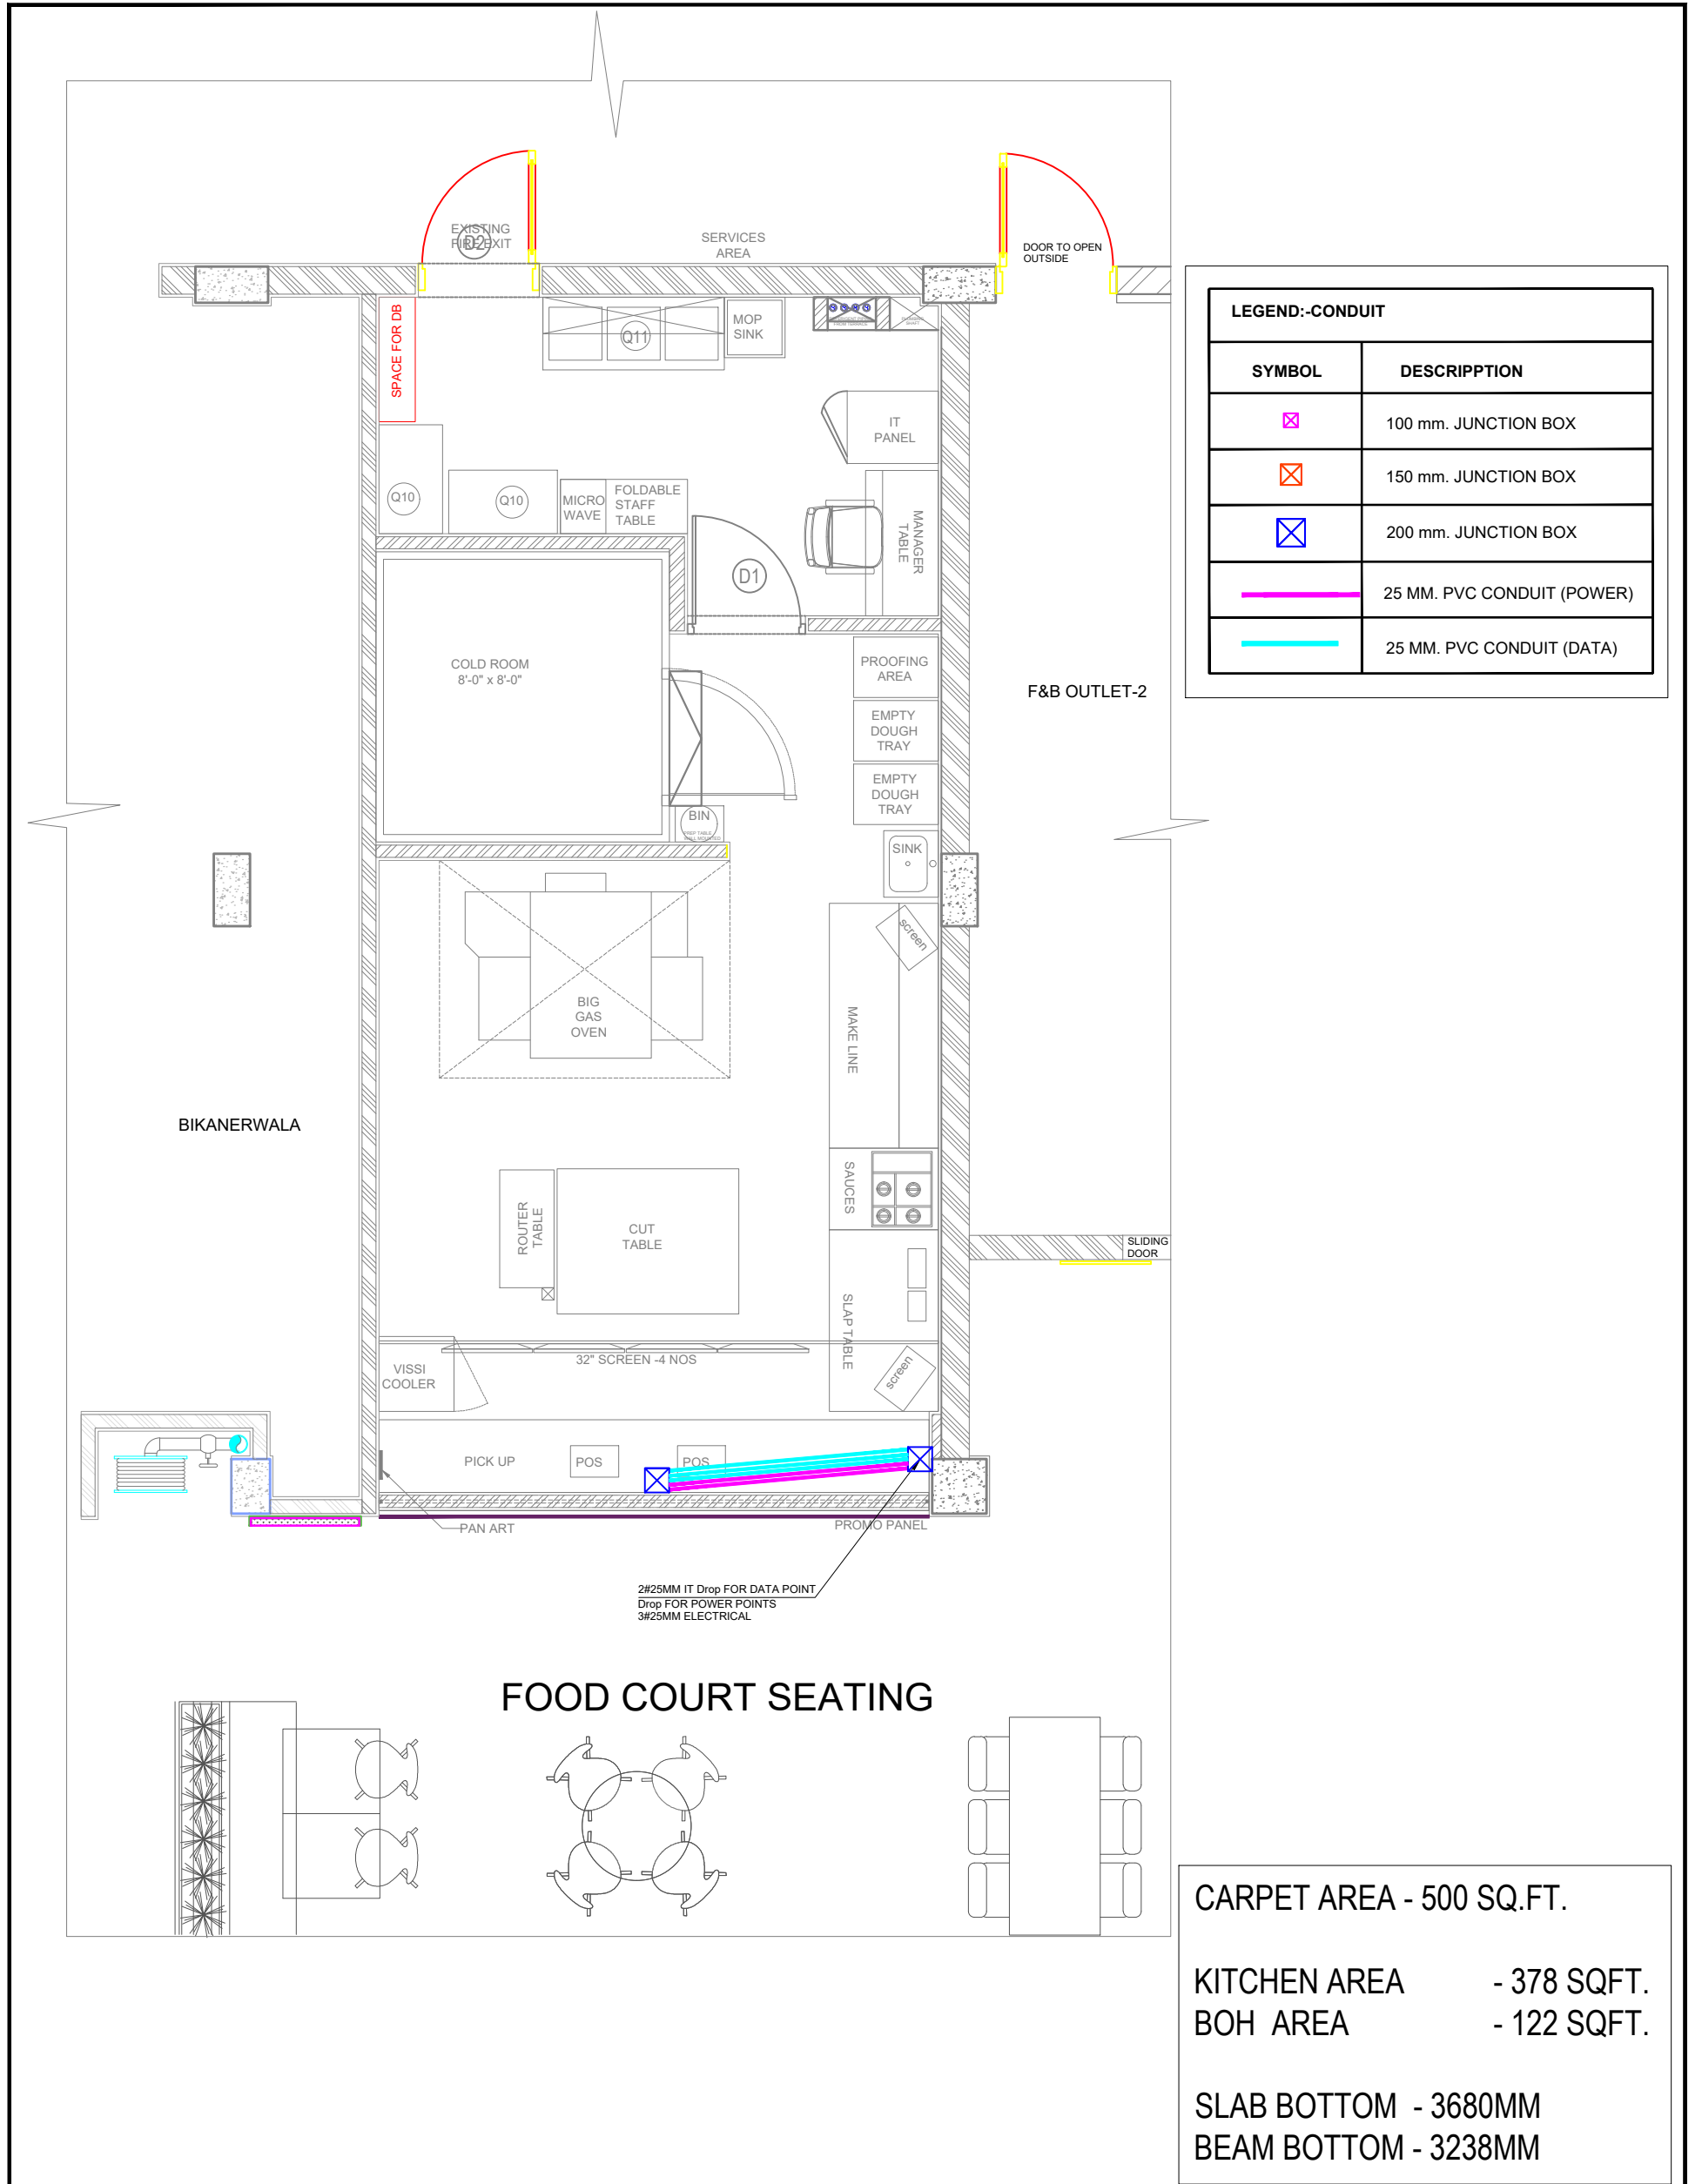 EXISTING
FIRE EXIT
D2
SERVICES
AREA
DOOR TO OPEN
OUTSIDE
SPACE FOR DB
Q11
MOP
SINK
IT
PANEL
Q10
Q10
MICRO
WAVE
FOLDABLE
STAFF
TABLE
MANAGER
TABLE
D1
COLD ROOM
8'-0" x 8'-0"
PROOFING
AREA
EMPTY
DOUGH
TRAY
EMPTY
DOUGH
TRAY
BIN
PREP TABLE
WALL MOUNTED
SINK
F&B OUTLET-2
screen
BIG
GAS
OVEN
MAKE LINE
BIKANERWALA
SAUCES
ROUTER
TABLE
CUT
TABLE
SLIDING
DOOR
SLAP TABLE
32" SCREEN -4 NOS
VISSI
COOLER
screen
PICK UP
POS
POS
PAN ART
PROMO PANEL
2#25MM IT Drop FOR DATA POINT
Drop FOR POWER POINTS
3#25MM ELECTRICAL
FOOD COURT SEATING
LEGEND:-CONDUIT
SYMBOL DESCRIPPTION
100 mm. JUNCTION BOX
150 mm. JUNCTION BOX
200 mm. JUNCTION BOX
25 MM. PVC CONDUIT (POWER)
25 MM. PVC CONDUIT (DATA)
CARPET AREA - 500 SQ.FT.
KITCHEN AREA - 378 SQFT.
BOH AREA - 122 SQFT.
SLAB BOTTOM - 3680MM
BEAM BOTTOM - 3238MM